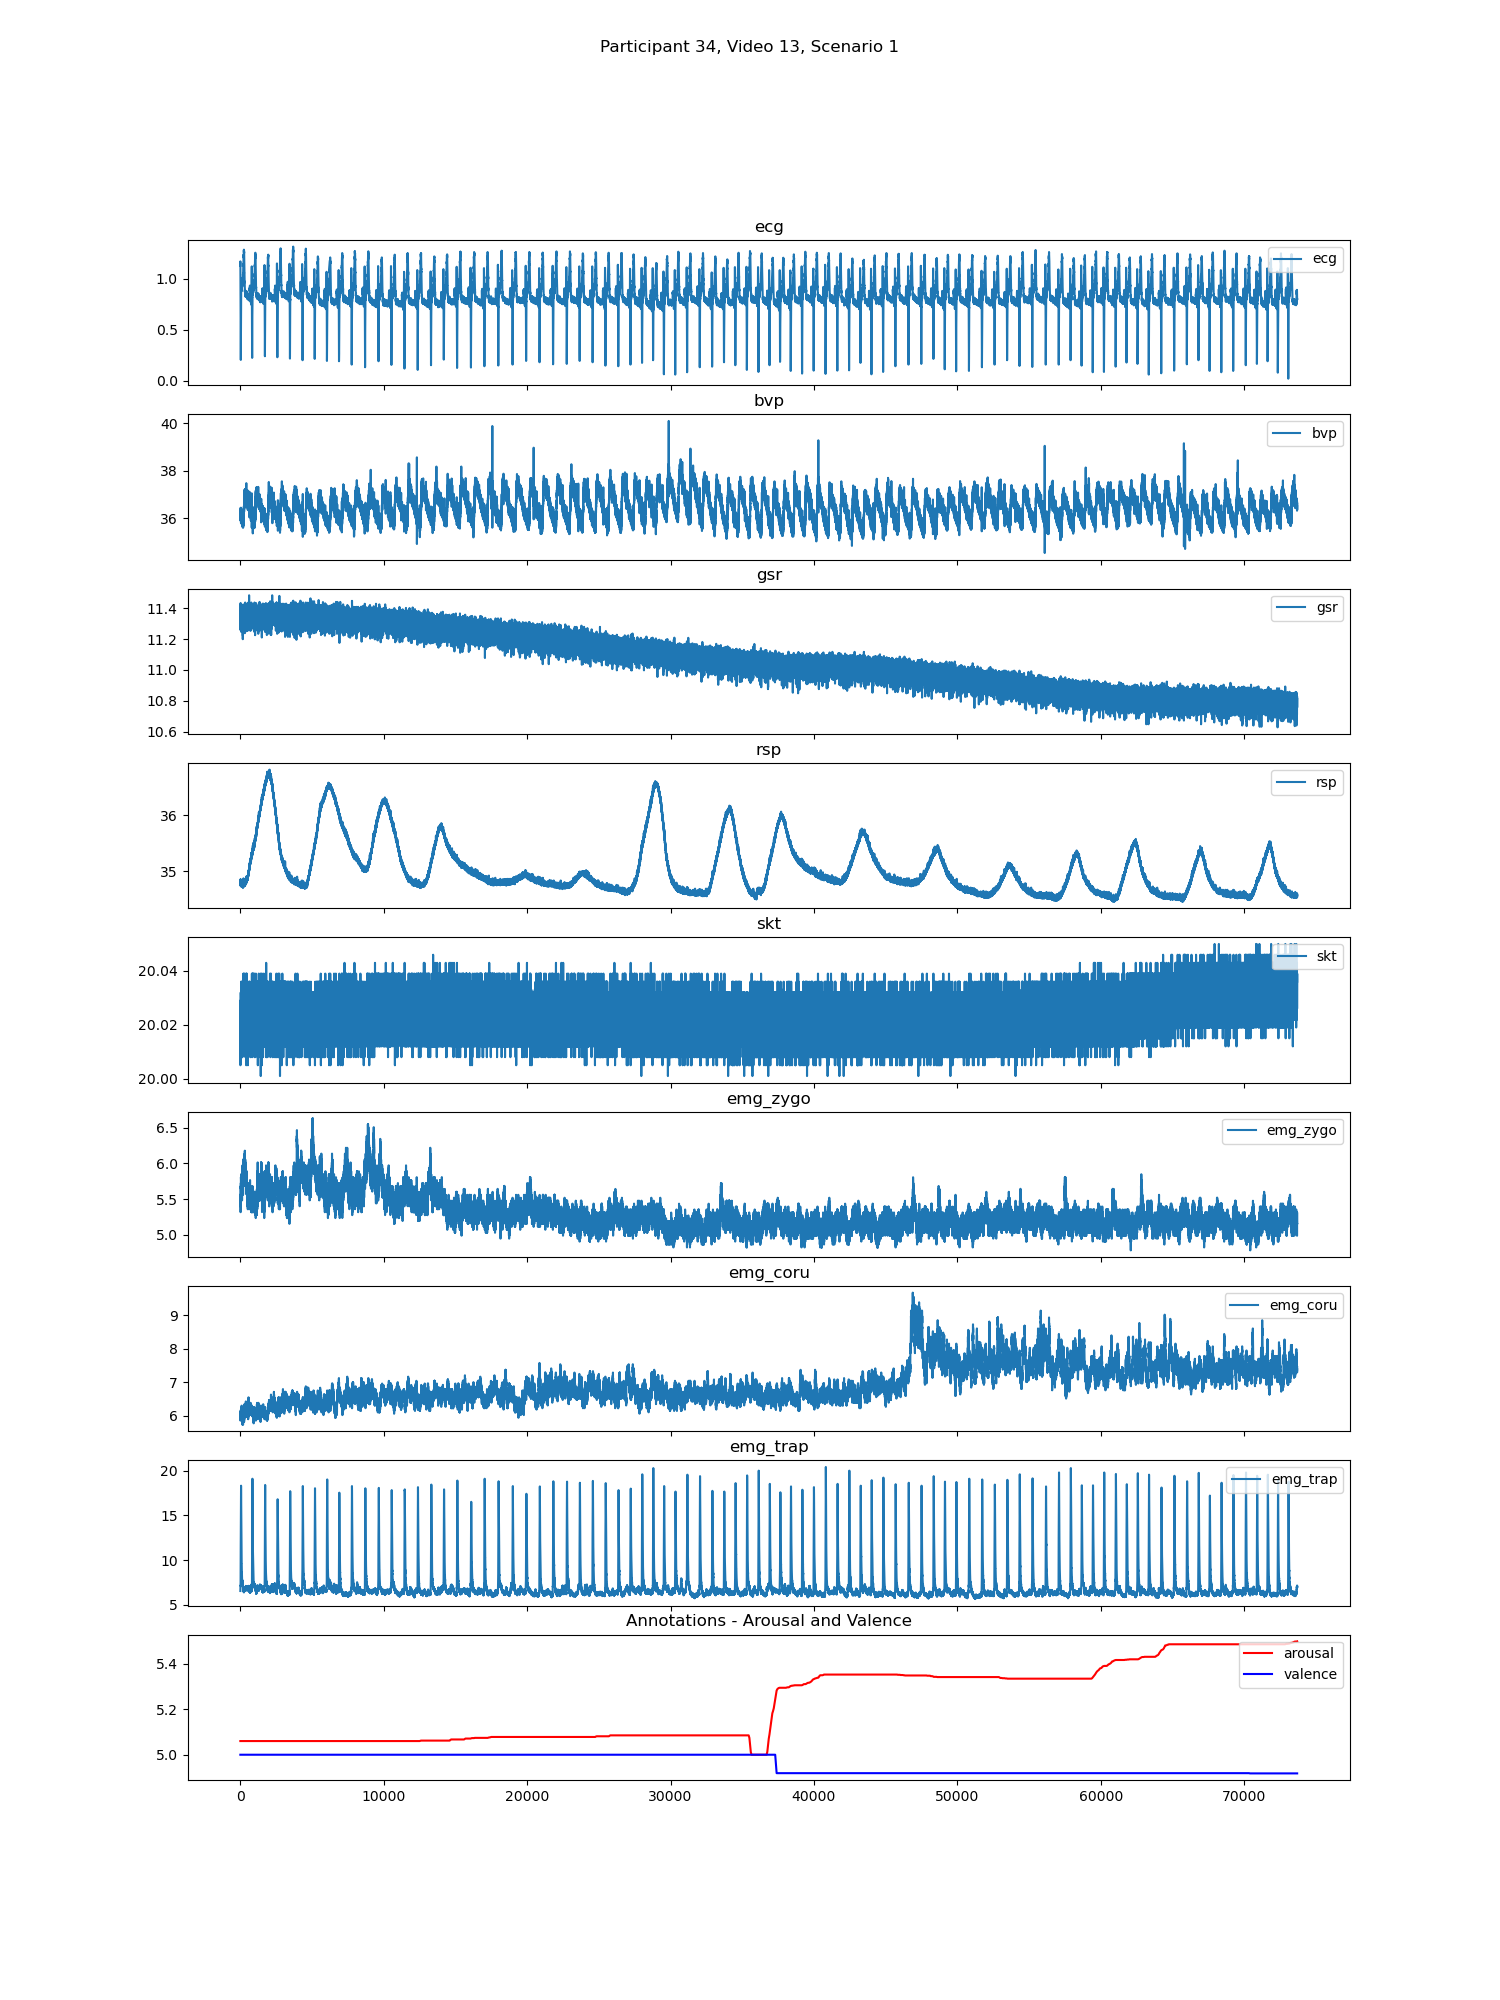 Participant 34, Video 13, Scenario 1
ecg
1.0
0.5
0.0
ecg
bvp
40
38
36
bvp
gsr
11.4
11.2
11.0
10.8
10.6
gsr
rsp
36
35
rsp
skt
20.04
20.02
20.00
skt
emg_zygo
6.5
6.0
5.5
5.0
emg_zygo
emg_coru
9
8
7
6
emg_coru
emg_trap
20
15
10
5
emg_trap
Annotations - Arousal and Valence
5.4
5.2
5.0
arousal
valence
0 10000 20000 30000 40000 50000 60000 70000